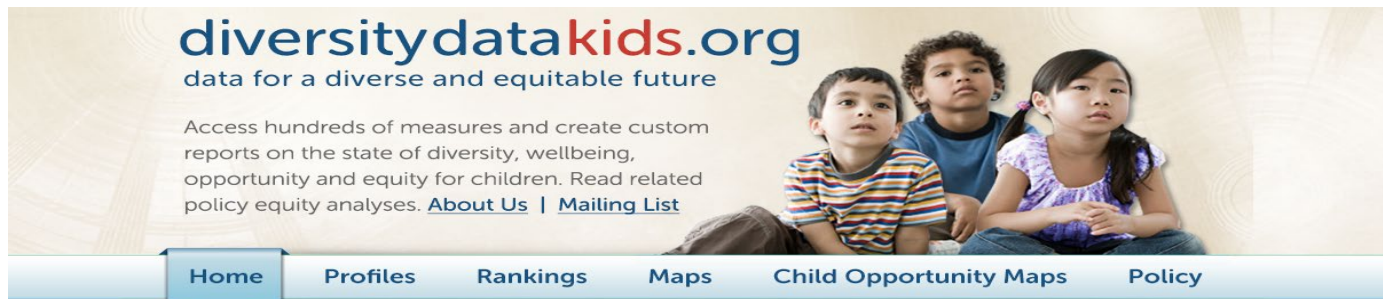 diversitydatakids.org
data for a diverse and equitable future
Access hundreds of measures and create custom
reports on the state of diversity, wellbeing,
opportunity and equity for children. Read related
policy equity analyses. About Us | Mailing List
Home Profiles Rankings Maps Child Opportunity Maps Policy